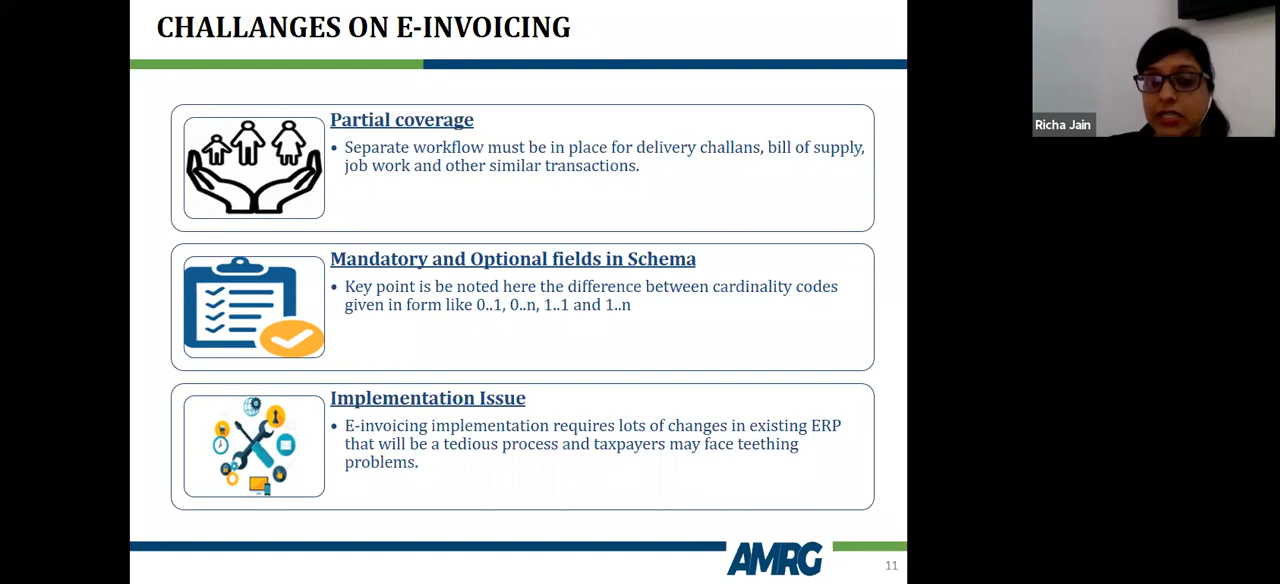 CHALLANGES ON E-INVOICING
Richa Jain
Partial coverage
• Separate workflow must be in place for delivery challans, bill of supply,
job work and other similar transactions.
Mandatory and Optional fields in Schema
• Key point is be noted here the difference between cardinality codes
given in form like 0..1, 0..n, 1..1 and 1..n
Implementation Issue
• E-invoicing implementation requires lots of changes in existing ERP
that will be a tedious process and taxpayers may face teething
problems.
AMRG
11